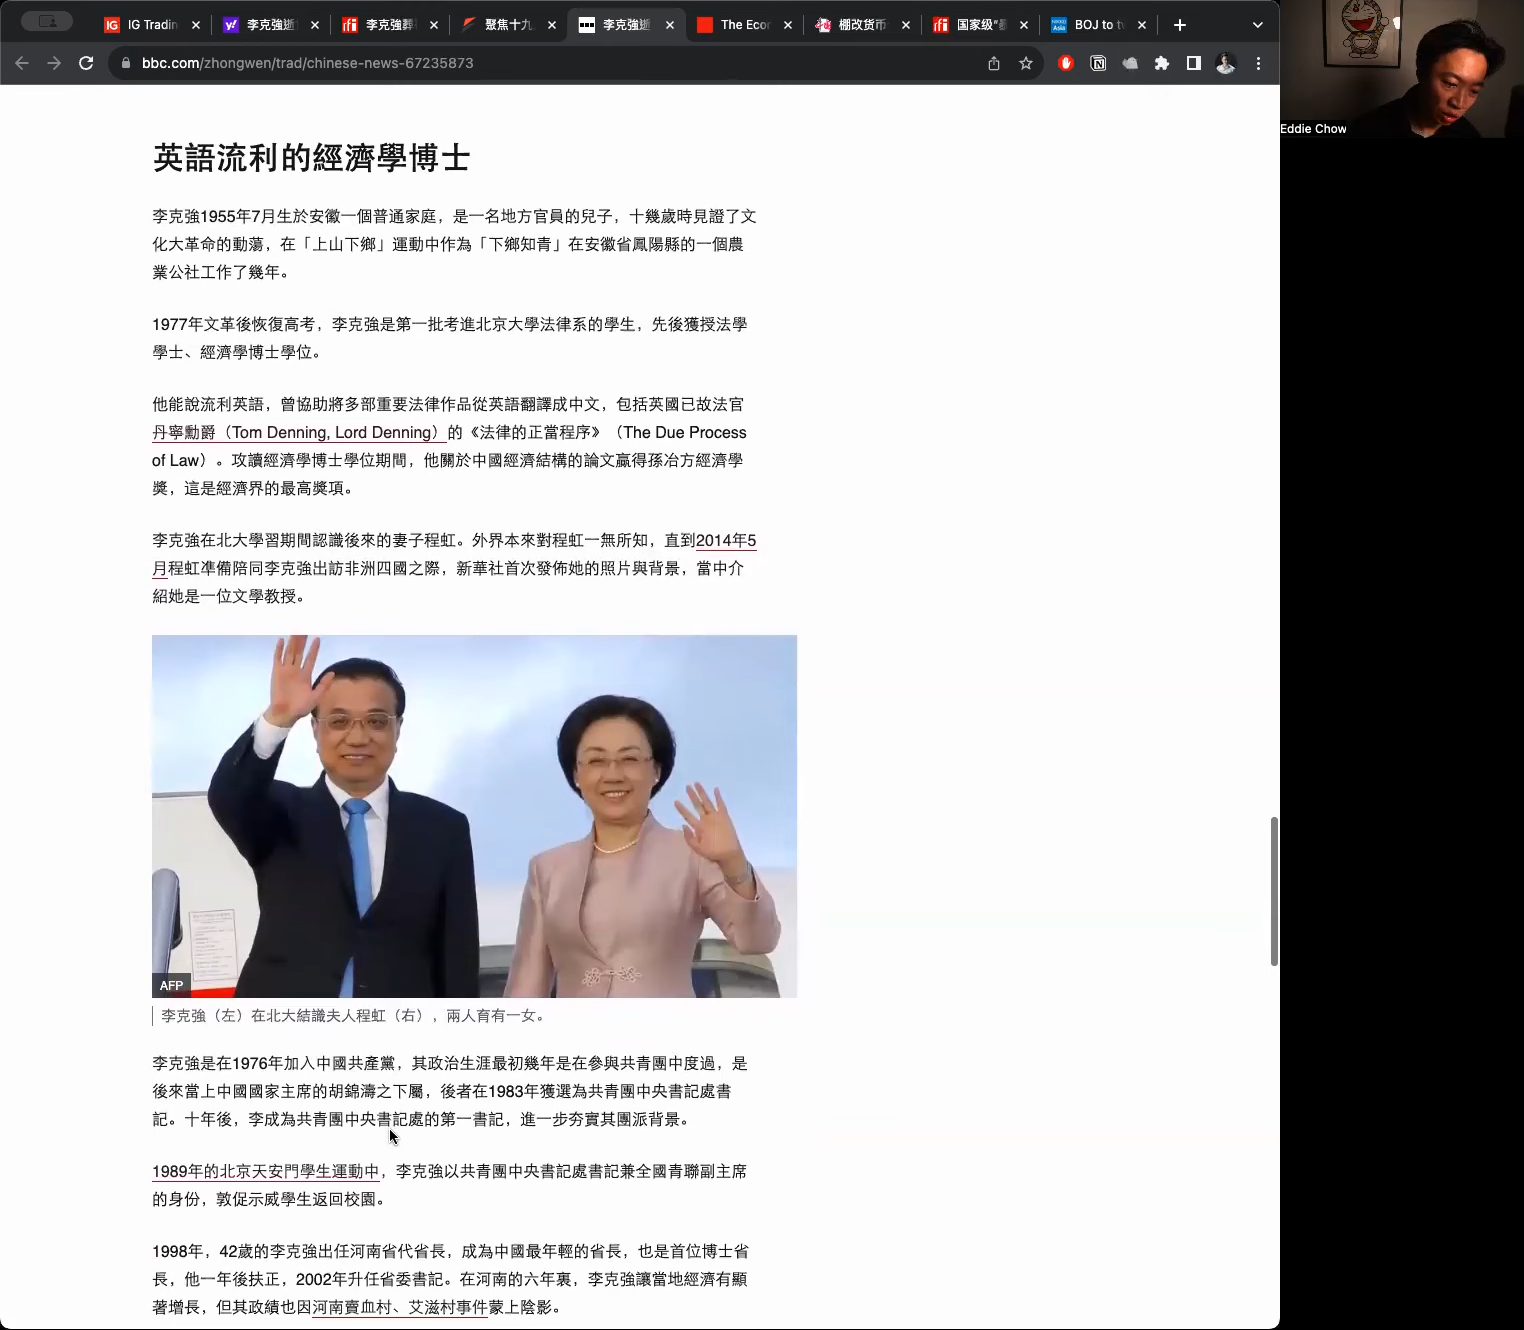 IG Tradin
李克強逝
李克強葬
聚焦十九
李克強逝
The Econ
棚改货币
国家级“
BOJ to tw
bbc.com/zhongwen/trad/chinese-news-67235873
Eddie Chow
英語流利的經濟學博士
李克強1955年7月生於安徽一個普通家庭，是一名地方官員的兒子，十幾歲時見證了文
化大革命的動蕩，在「上山下鄉」運動中作為「下鄉知青」在安徽省鳳陽縣的一個農
業公社工作了幾年。
1977年文革後恢復高考，李克強是第一批考進北京大學法律系的學生，先後獲授法學
學士、經濟學博士學位。
他能說流利英語，曾協助將多部重要法律作品從英語翻譯成中文，包括英國已故法官
丹寧勳爵（Tom Denning, Lord Denning）的《法律的正當程序》（The Due Process
of Law）。攻讀經濟學博士學位期間，他關於中國經濟結構的論文贏得孫冶方經濟學
獎，這是經濟界的最高獎項。
李克強在北大學習期間認識後來的妻子程虹。外界本來對程虹一無所知，直到2014年5
月程虹準備陪同李克強出訪非洲四國之際，新華社首次發佈她的照片與背景，當中介
紹她是一位文學教授。
AFP
李克強（左）在北大結識夫人程虹（右），兩人育有一女。
李克強是在1976年加入中國共產黨，其政治生涯最初幾年是在參與共青團中度過，是
後來當上中國國家主席的胡錦濤之下屬，後者在1983年獲選為共青團中央書記處書
記。十年後，李成為共青團中央書記處的第一書記，進一步夯實其團派背景。
1989年的北京天安門學生運動中，李克強以共青團中央書記處書記兼全國青聯副主席
的身份，敦促示威學生返回校園。
1998年，42歲的李克強出任河南省代省長，成為中國最年輕的省長，也是首位博士省
長，他一年後扶正，2002年升任省委書記。在河南的六年裏，李克強讓當地經濟有顯
著增長，但其政績也因河南賣血村、艾滋村事件蒙上陰影。